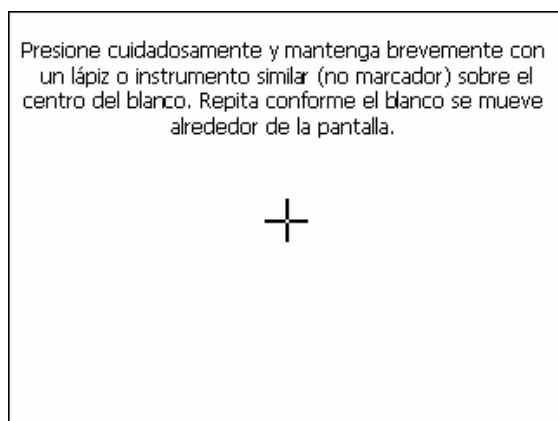 Presione cuidadosamente y mantenga brevemente con
un lápiz o instrumento similar (no marcador) sobre el
centro del blanco. Repita conforme el blanco se mueve
alrededor de la pantalla.